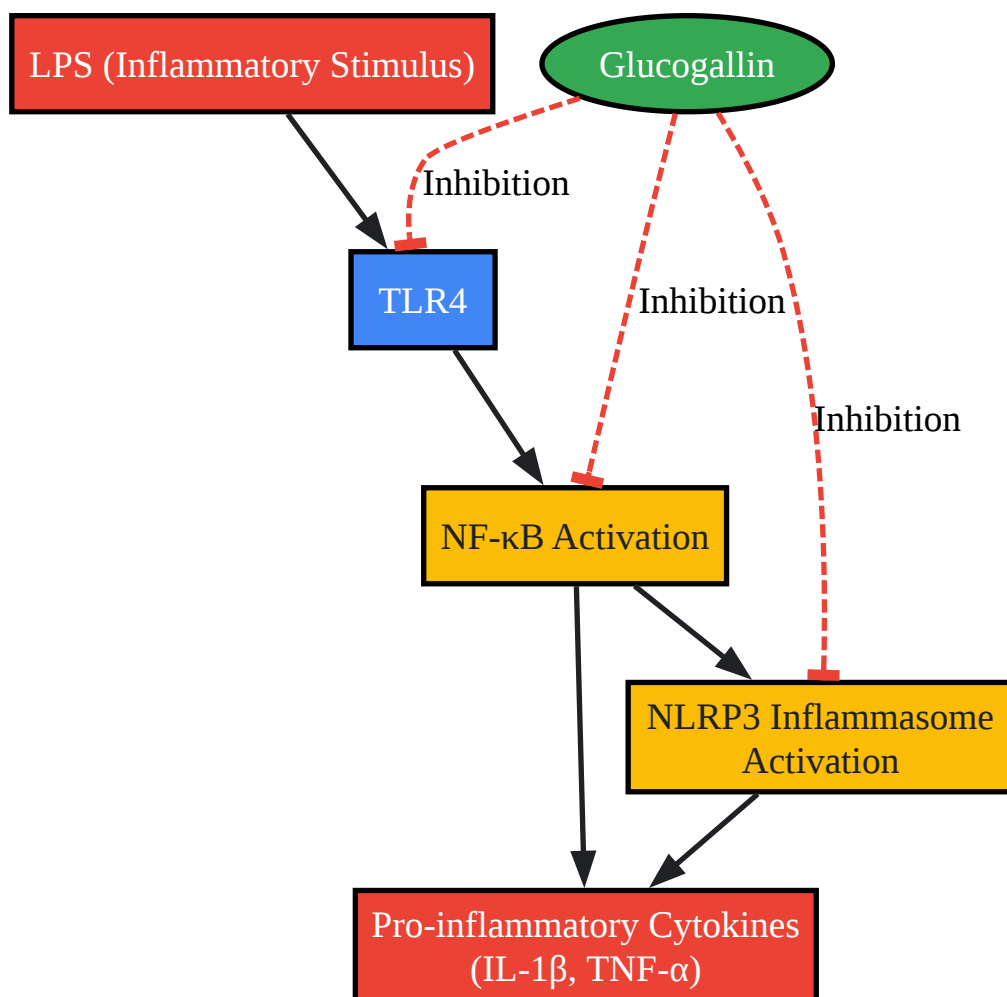 LPS (Inflammatory Stimulus)
Glucogallin
Inhibition
TLR4
Inhibition
Inhibition
NF-κB Activation
NLRP3 Inflammasome
Activation
Pro-inflammatory Cytokines
(IL-1β, TNF-α)